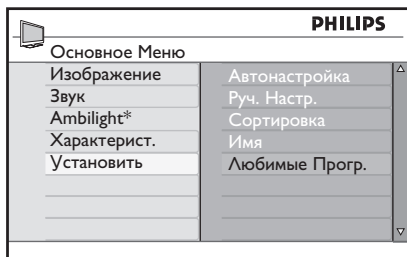 PHILIPS
Основное Меню
Изображение
Звук
Ambilight*
Характерист.
Установить
Автонастройка
Руч. Настр.
Сортировка
Имя
Любимые Прогр.